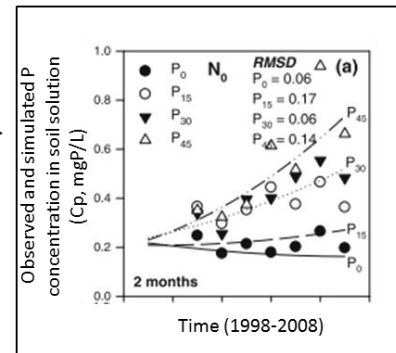 Observed and simulated P
concentration in soil solution
(Cp, mgP/L)
1.0
0.8
0.6
0.4
0.2
0.0
P0
P15
P30
P45
N0
RMSD
(a)
P0 = 0.06
P15 = 0.17
P30 = 0.06
= 0.14
P45
P30
P15
P0
2 months
Time (1998-2008)